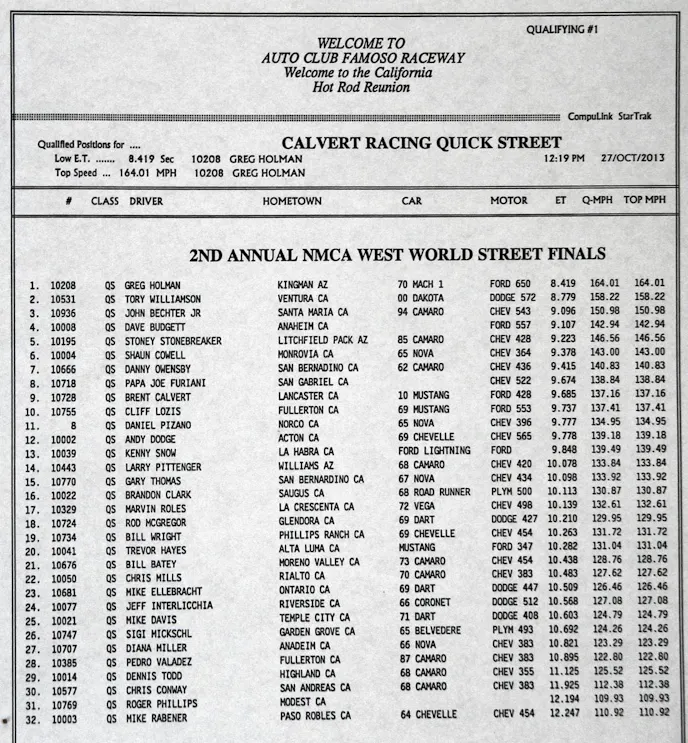 QUALIFYING #1
WELCOME TO
AUTO CLUB FAMOSO RACEWAY
Welcome to the California
Hot Rod Reunion
CompuLink StarTrak
Qualified Positions for .... CALVERT RACING QUICK STREET
Low E.T. ....... 8.419 Sec 10208 GREG HOLMAN 12:19 PM 27/OCT/2013
Top Speed ... 164.01 MPH 10208 GREG HOLMAN
# CLASS DRIVER HOMETOWN CAR MOTOR ET Q-MPH TOP MPH
2ND ANNUAL NMCA WEST WORLD STREET FINALS
1. 10208 QS GREG HOLMAN KINGMAN AZ 70 MACH 1 FORD 650 8.419 164.01 164.01
2. 10531 QS TORY WILLIAMSON VENTURA CA 00 DAKOTA DODGE 572 8.779 158.22 158.22
3. 10936 QS JOHN BECHTER JR SANTA MARIA CA 94 CAMARO CHEV 543 9.096 150.98 150.98
4. 10008 QS DAVE BUDGETT ANAHEIM CA FORD 557 9.107 142.94 142.94
5. 10195 QS STONEY STONEBREAKER LITCHFIELD PACK AZ 85 CAMARO CHEV 428 9.223 146.56 146.56
6. 10004 QS SHAUN COWELL MONROVIA CA 65 NOVA CHEV 364 9.378 143.00 143.00
7. 10666 QS DANNY OWENSBY SAN BERNADINO CA 62 CAMARO CHEV 436 9.415 140.83 140.83
8. 10718 QS PAPA JOE FURIANI SAN GABRIEL CA CHEV 522 9.674 138.84 138.84
9. 10728 QS BRENT CALVERT LANCASTER CA 10 MUSTANG FORD 428 9.685 137.16 137.16
10. 10755 QS CLIFF LOZIS FULLERTON CA 69 MUSTANG FORD 553 9.737 137.41 137.41
11. 8 QS DANIEL PIZANO NORCO CA 65 NOVA CHEV 396 9.777 134.95 134.95
12. 10002 QS ANDY DODGE ACTON CA 69 CHEVELLE CHEV 565 9.778 139.18 139.18
13. 10039 QS KENNY SNOW LA HABRA CA FORD LIGHTNING FORD 9.848 139.49 139.49
14. 10443 QS LARRY PITTENGER WILLIAMS AZ 68 CAMARO CHEV 420 10.078 133.84 133.84
15. 10770 QS GARY THOMAS SAN BERNARDINO CA 67 NOVA CHEV 434 10.098 133.92 133.92
16. 10022 QS BRANDON CLARK SAUGUS CA 68 ROAD RUNNER PLYM 500 10.113 130.87 130.87
17. 10329 QS MARVIN ROLES LA CRESCENTA CA 72 VEGA CHEV 498 10.139 132.61 132.61
18. 10724 QS ROD MCGREGOR GLENDORA CA 69 DART DODGE 427 10.210 129.95 129.95
19. 10734 QS BILL WRIGHT PHILLIPS RANCH CA 69 CHEVELLE CHEV 454 10.263 131.72 131.72
20. 10041 QS TREVOR HAYES ALTA LUMA CA MUSTANG FORD 347 10.282 131.04 131.04
21. 10676 QS BILL BATEY MORENO VALLEY CA 73 CAMARO CHEV 454 10.438 128.76 128.76
22. 10050 QS CHRIS MILLS RIALTO CA 70 CAMARO CHEV 383 10.483 127.62 127.62
23. 10681 QS MIKE ELLEBRACHT ONTARIO CA 69 DART DODGE 447 10.509 126.46 126.46
24. 10077 QS JEFF INTERLICCHIA RIVERSIDE CA 66 CORONET DODGE 512 10.568 127.08 127.08
25. 10021 QS MIKE DAVIS TEMPLE CITY CA 71 DART DODGE 408 10.603 124.79 124.79
26. 10747 QS SIGI MICKSCHL GARDEN GROVE CA 65 BELVEDERE PLYM 493 10.692 124.26 124.26
27. 10707 QS DIANA MILLER ANADEIM CA 66 NOVA CHEV 383 10.821 123.29 123.29
28. 10385 QS PEDRO VALADEZ FULLERTON CA 87 CAMARO CHEV 383 10.895 122.80 122.80
29. 10014 QS DENNIS TODD HIGHLAND CA 68 CAMARO CHEV 355 11.125 125.52 125.52
30. 10577 QS CHRIS CONWAY SAN ANDREAS CA 68 CAMARO CHEV 383 11.925 112.38 112.38
31. 10769 QS ROGER PHILLIPS MODEST CA 12.194 109.93 109.93
32. 10003 QS MIKE RABENER PASO ROBLES CA 64 CHEVELLE CHEV 454 12.247 110.92 110.92